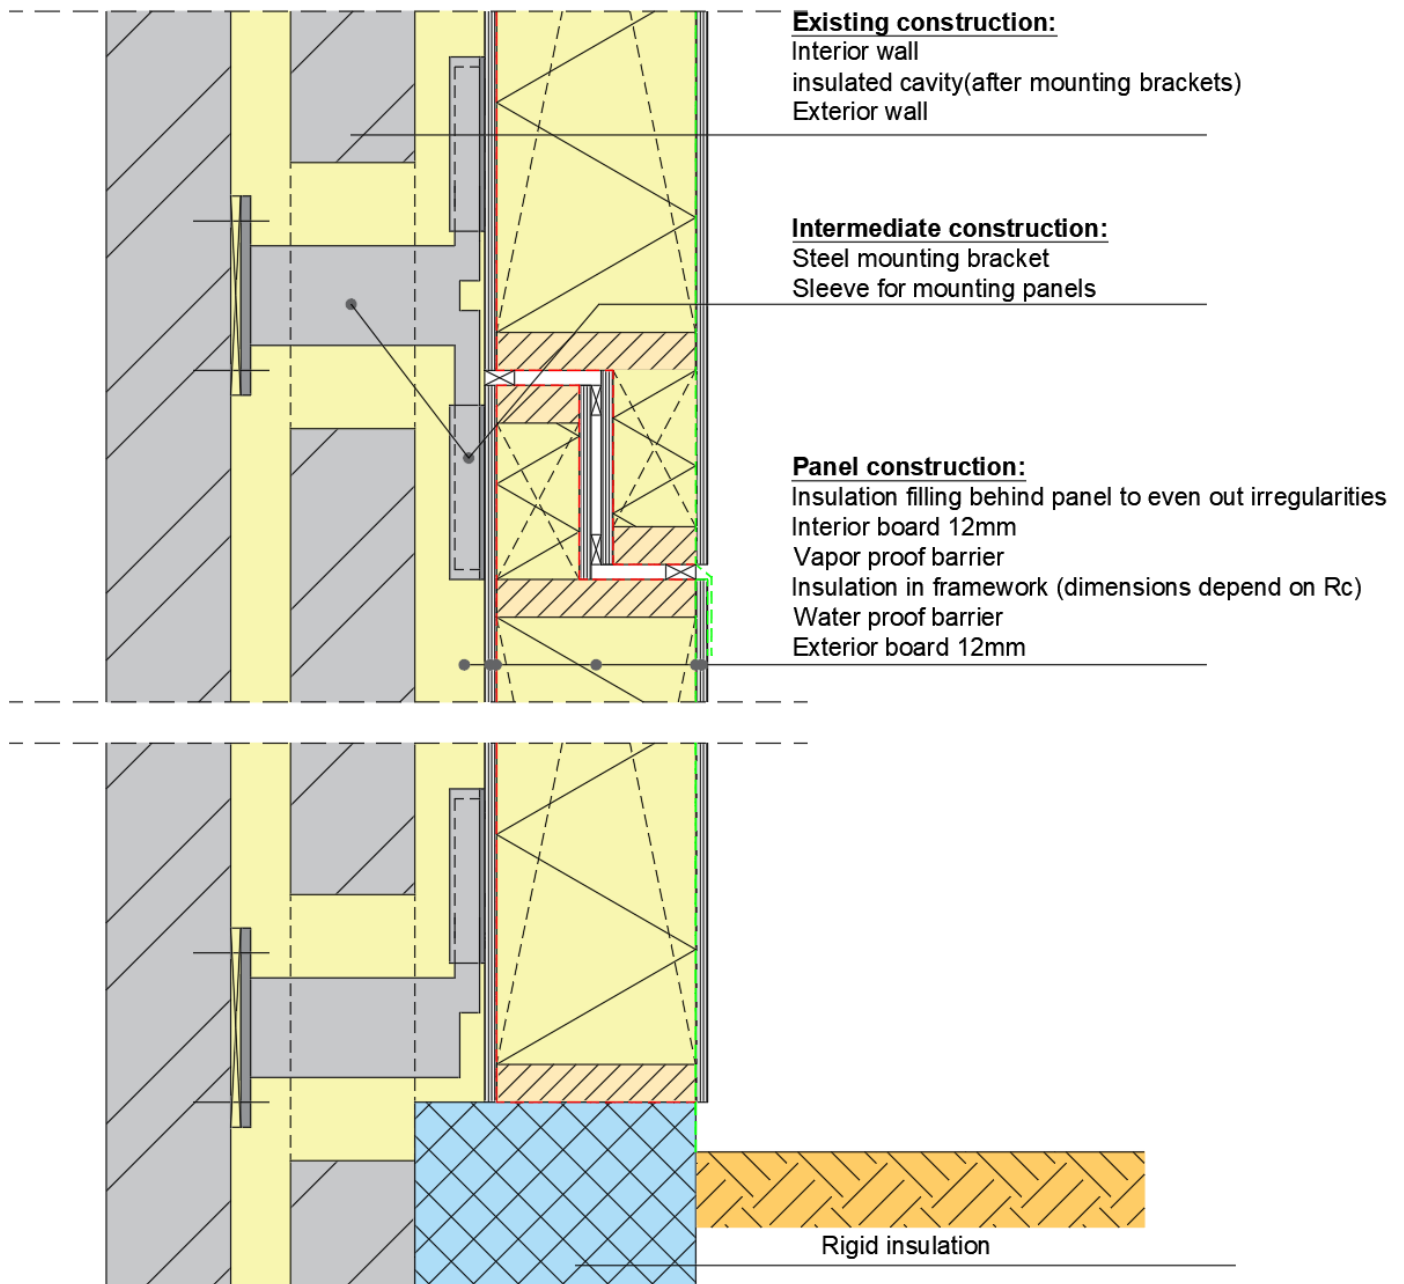 Existing construction:
Interior wall
insulated cavity(after mounting brackets)
Exterior wall
Intermediate construction:
Steel mounting bracket
Sleeve for mounting panels
Panel construction:
Insulation filling behind panel to even out irregularities
Interior board 12mm
Vapor proof barrier
Insulation in framework (dimensions depend on Rc)
Water proof barrier
Exterior board 12mm
Rigid insulation